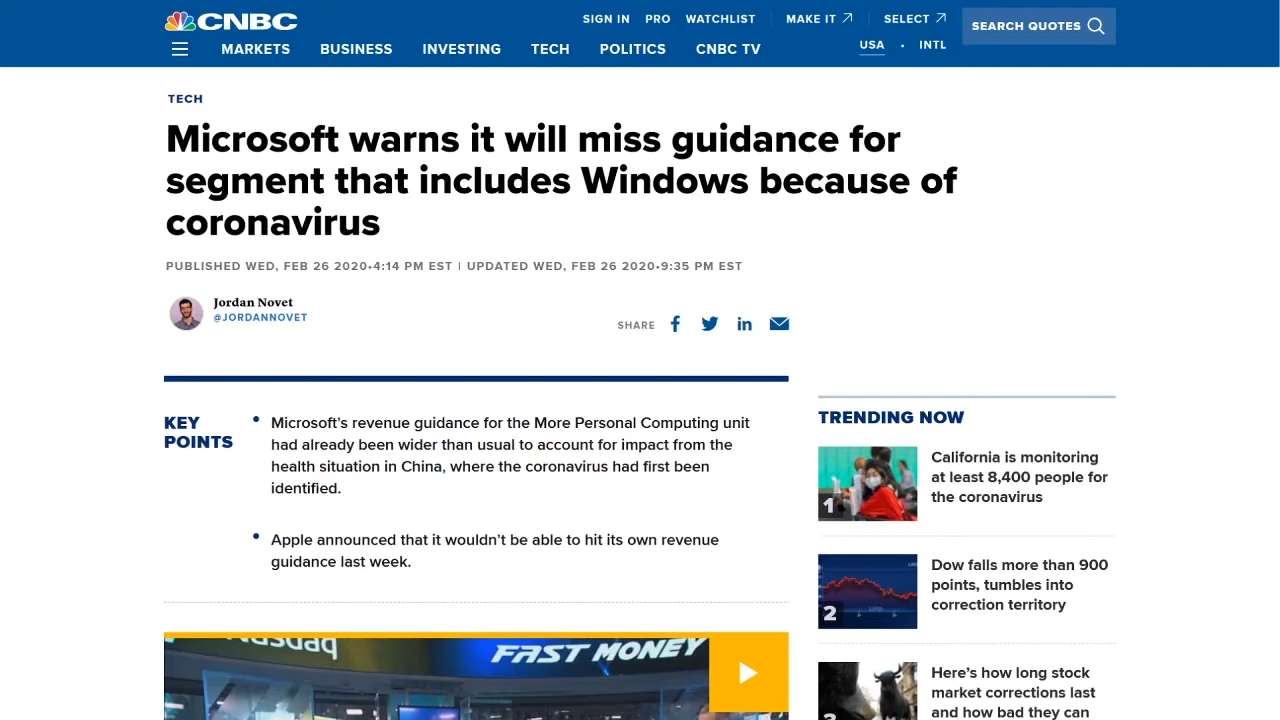 CNBC
SIGN IN PRO WATCHLIST MAKE IT SELECT
SEARCH QUOTES
USA • INTL
MARKETS BUSINESS INVESTING TECH POLITICS CNBC TV
TECH
Microsoft warns it will miss guidance for
segment that includes Windows because of
coronavirus
PUBLISHED WED, FEB 26 2020•4:14 PM EST | UPDATED WED, FEB 26 2020•9:35 PM EST
Jordan Novet
@JORDANNOVET
SHARE
KEY
POINTS
• Microsoft’s revenue guidance for the More Personal Computing unit
had already been wider than usual to account for impact from the
health situation in China, where the coronavirus had first been
identified.
• Apple announced that it wouldn’t be able to hit its own revenue
guidance last week.
Nasdaq
FAST MONEY
TRENDING NOW
1
California is monitoring
at least 8,400 people for
the coronavirus
2
Dow falls more than 900
points, tumbles into
correction territory
3
Here’s how long stock
market corrections last
and how bad they can